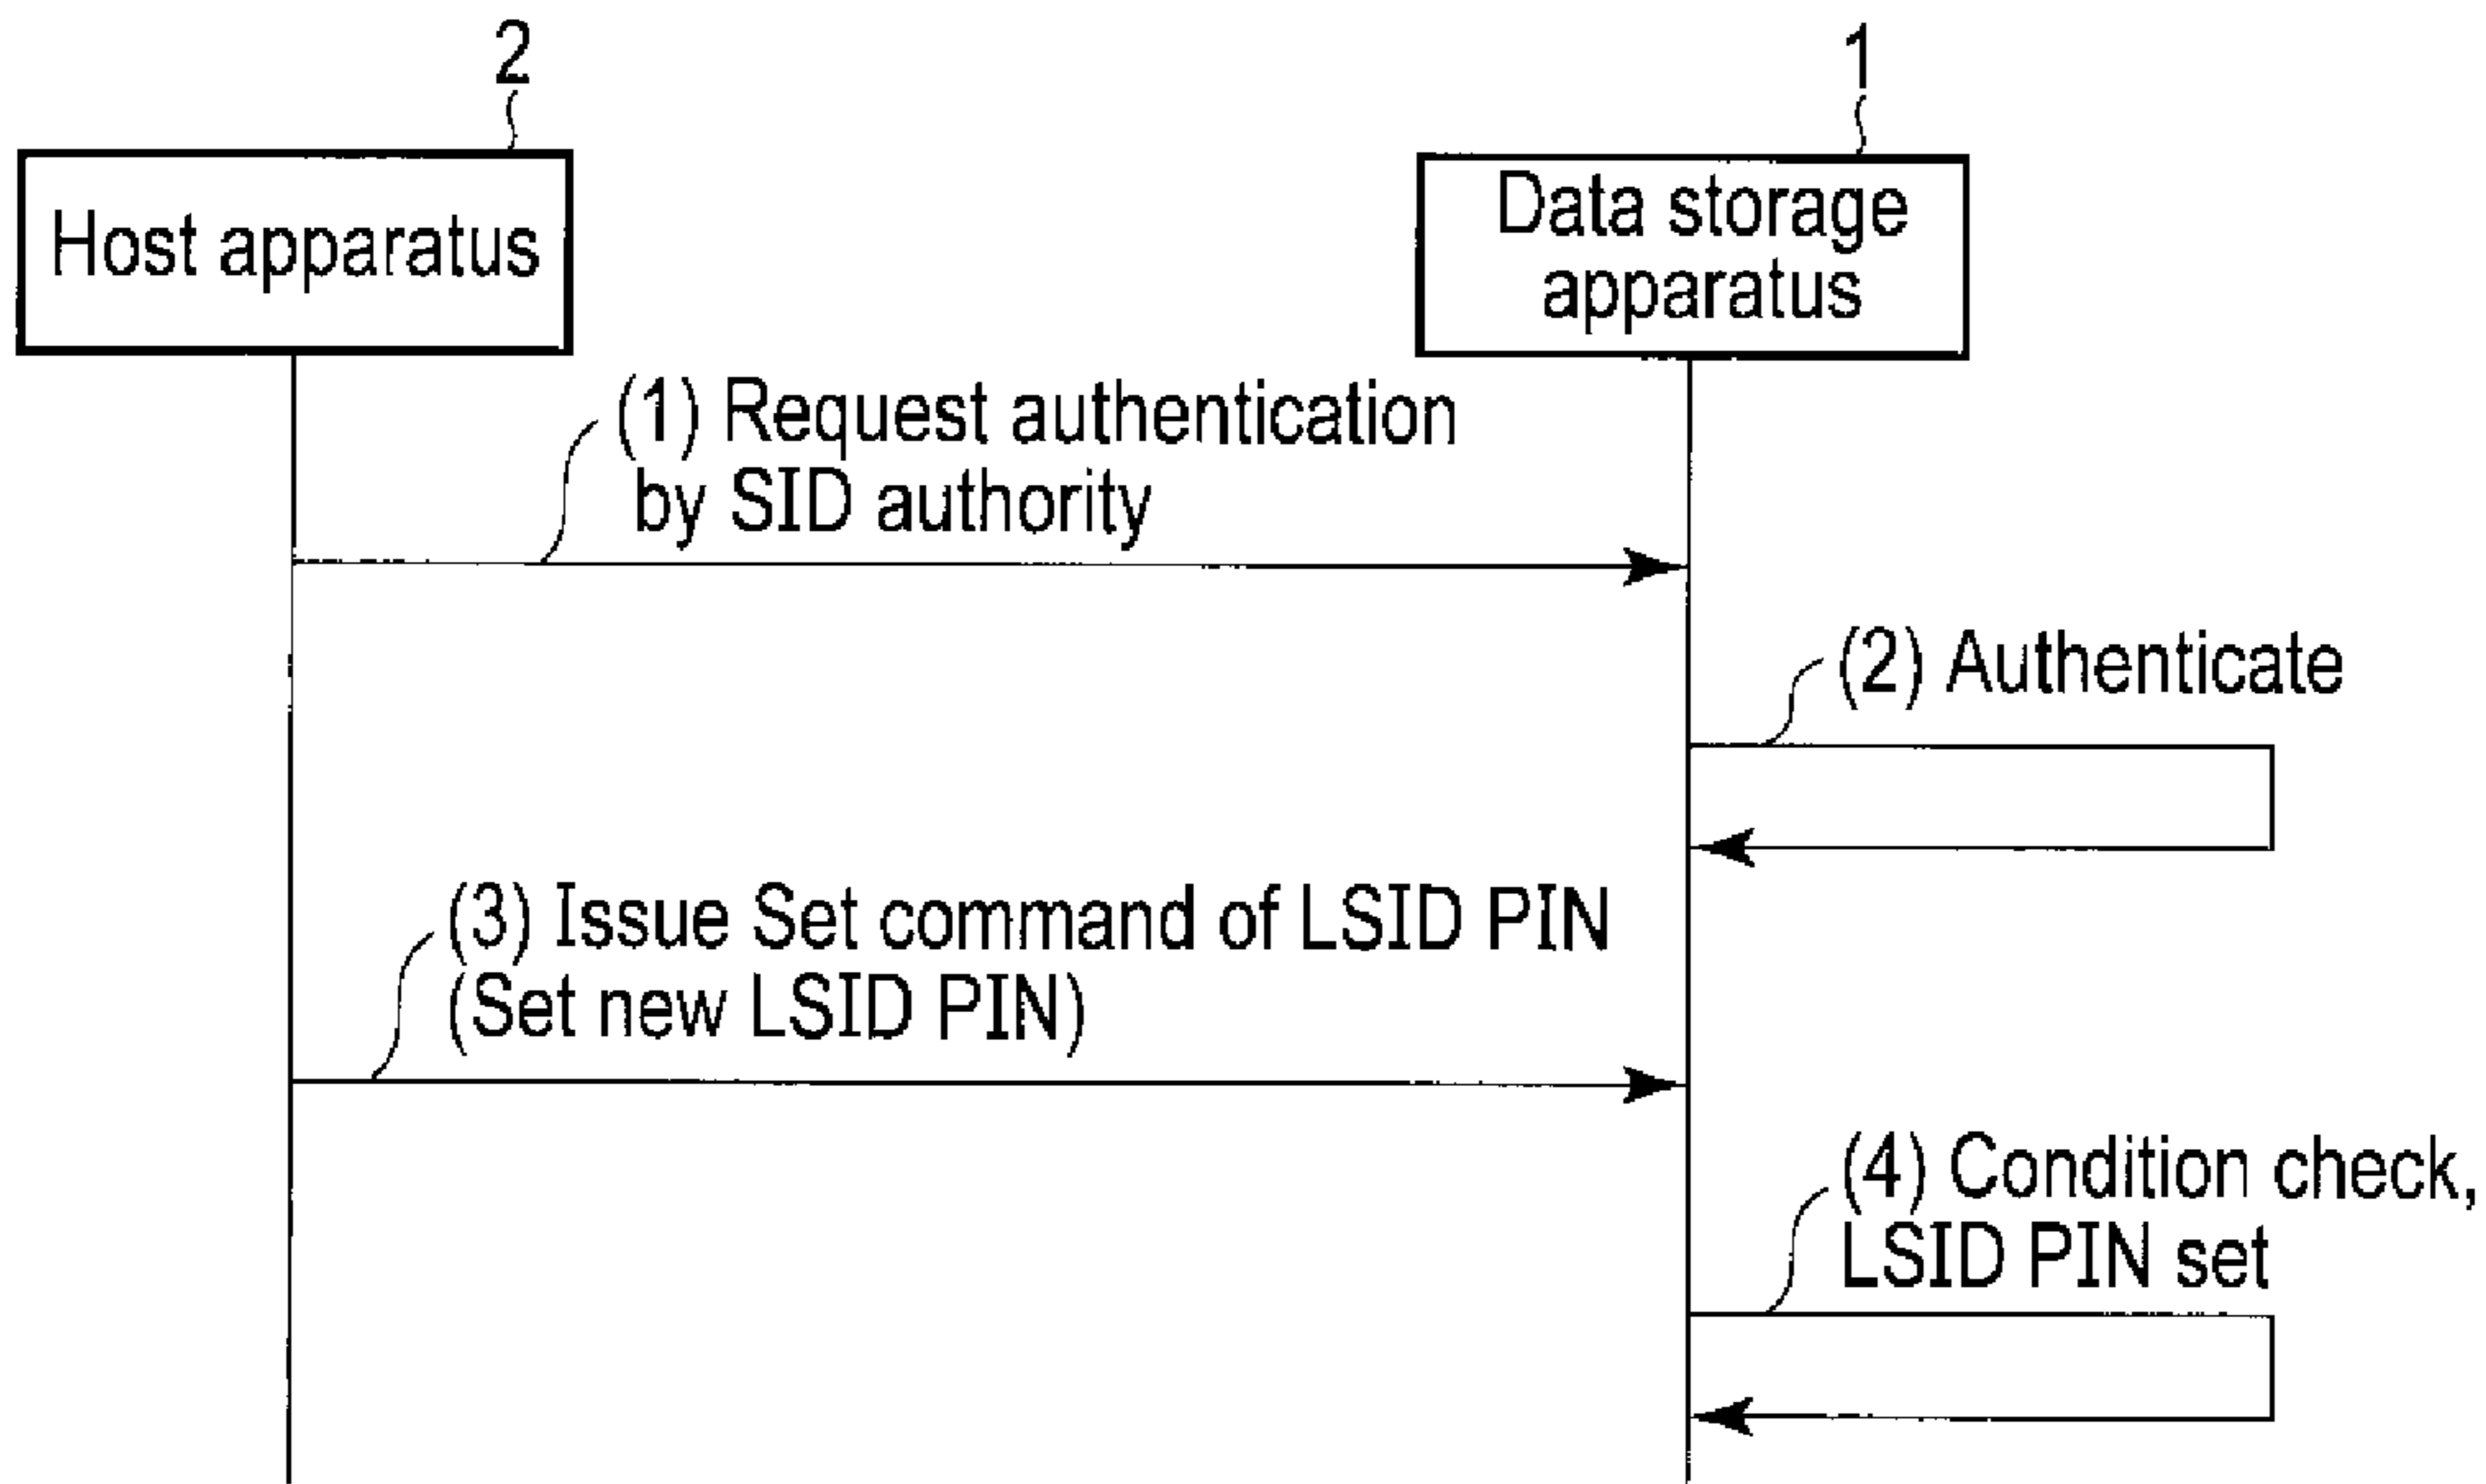 2
1
Host apparatus
Data storage
apparatus
(1) Request authentication
by SID authority
(2) Authenticate
(3) Issue Set command of LSID PIN
(Set new LSID PIN)
(4) Condition check,
LSID PIN set